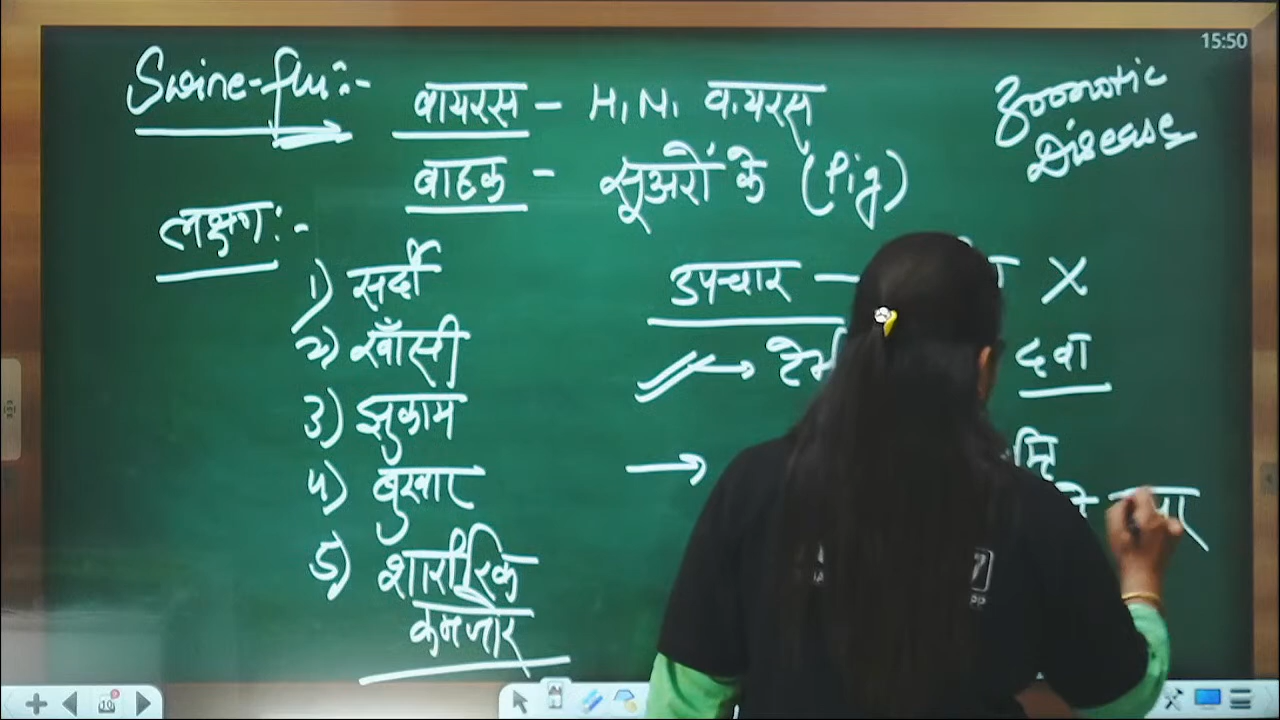 15:50
Swine-flu:-
वायरस - H1N1 वायरस
Zoonotic
Disease
बाहक - सूअरों के (Pig)
लक्षण:-
1) सर्दी
उपचार - X
2) खाँसी
दवा
3) झुकाम
4) बुखार
5) शारीरिक
कमजोर